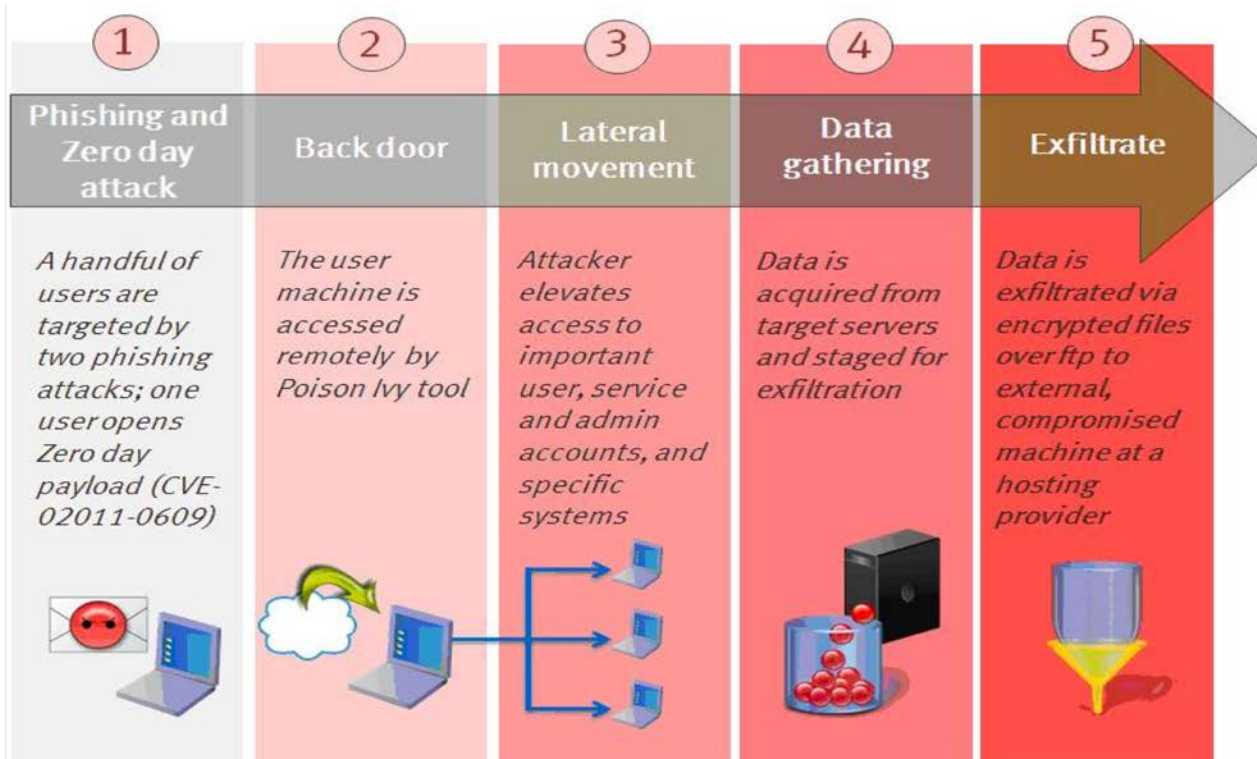 1
Phishing and
Zero day
attack
A handful of
users are
targeted by
two phishing
attacks; one
user opens
Zero day
payload (CVE-
02011-0609)
2
Back door
The user
machine is
accessed
remotely by
Poison Ivy tool
3
Lateral
movement
Attacker
elevates
access to
important
user, service
and admin
accounts, and
specific
systems
4
Data
gathering
Data is
acquired from
target servers
and staged for
exfiltration
5
Exfiltrate
Data is
exfiltrated via
encrypted files
over ftp to
external,
compromised
machine at a
hosting
provider